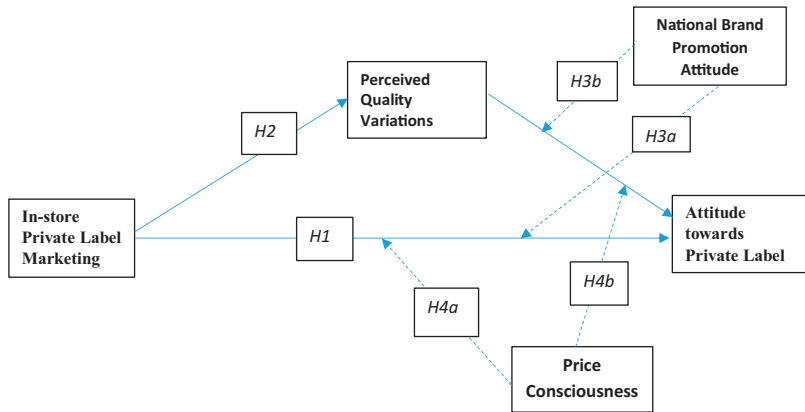 National Brand
Promotion
Attitude
H3b
Perceived
Quality
Variations
H2
H3a
In-store
Private Label
Marketing
H1
Attitude
towards
Private Label
H4a
H4b
Price
Consciousness